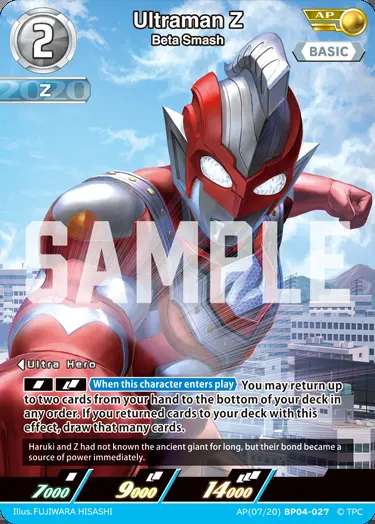 Ultraman Z
Beta Smash
AP
2
BASIC
2020
Z
SAMPLE
Ultra Hero
When this character enters play You may return up
to two cards from your hand to the bottom of your deck in
any order. If you returned cards to your deck with this
effect, draw that many cards.
Haruki and Z had not known the ancient giant for long, but their bond became a
source of power immediately.
7000 9000 14000
Illus.FUJIWARA HISASHI AP(07/20) BP04-027 © TPC